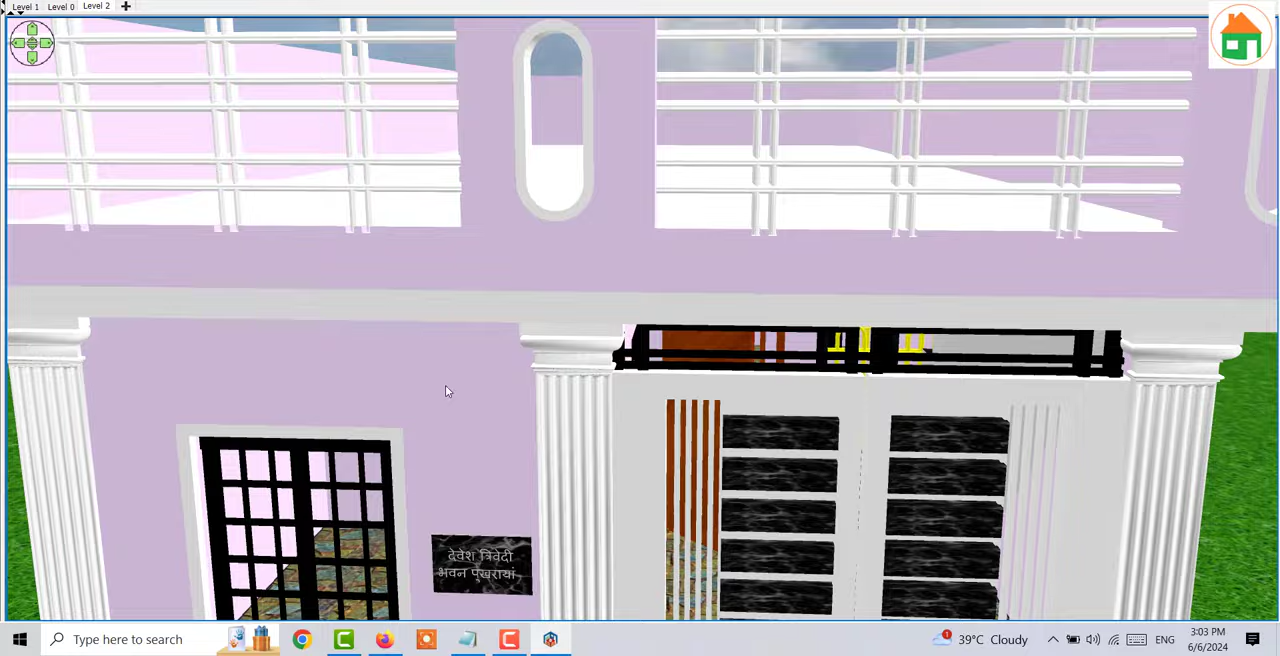 Level 1 Level 0 Level 2
देवेश त्रिवेदी
भवन पुखरायां
Type here to search
1
39°C Cloudy
ENG
3:03 PM
6/6/2024